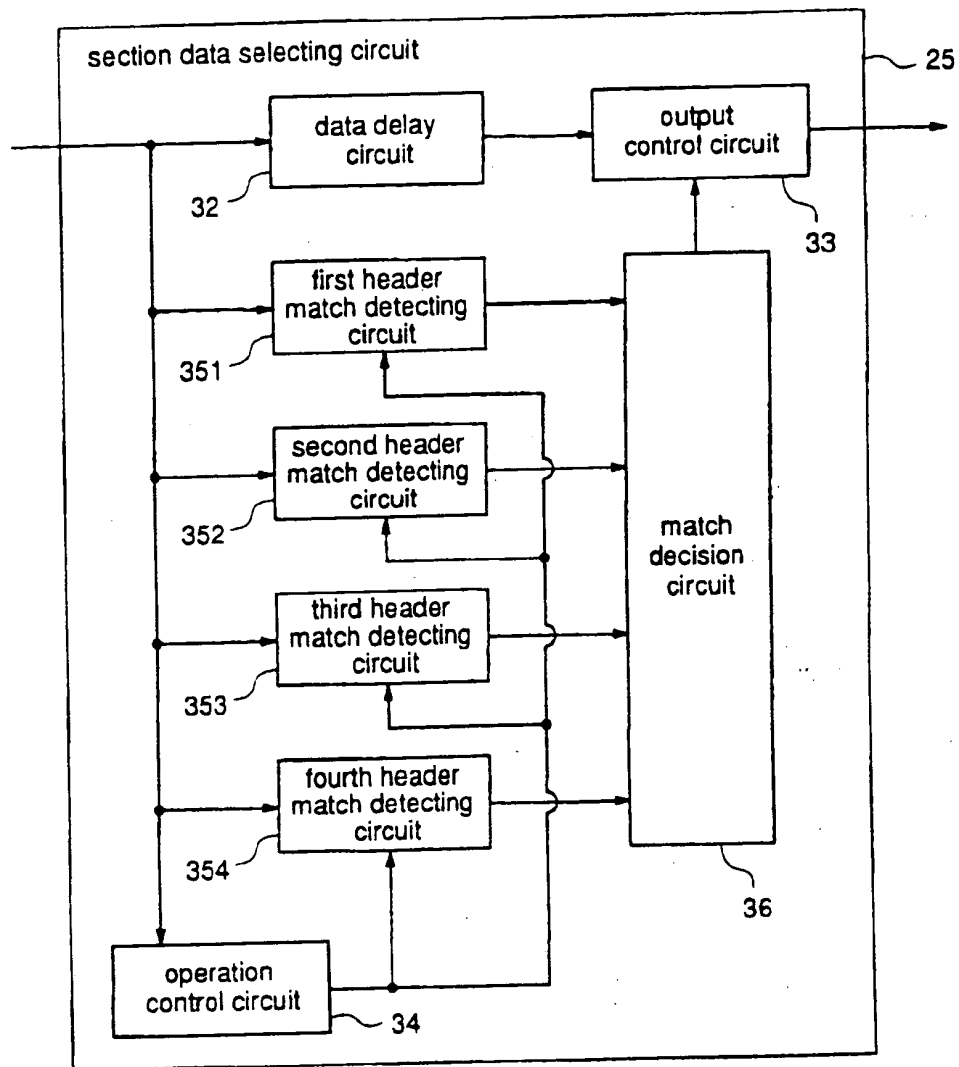 section data selecting circuit
25
data delay
circuit
32
output
control circuit
33
first header
match detecting
circuit
351
second header
match detecting
circuit
352
third header
match detecting
circuit
353
fourth header
match detecting
circuit
354
match
decision
circuit
36
operation
control circuit
34